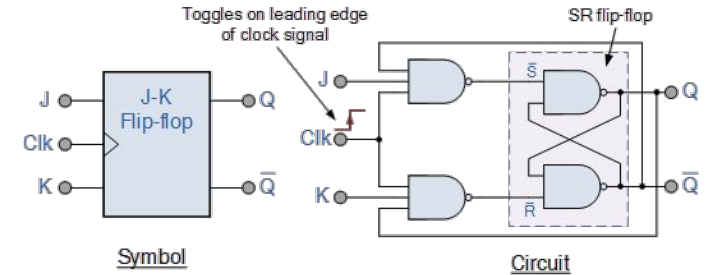 Toggles on leading edge
of clock signal
SR flip-flop
J
Clk
K
J-K
Flip-flop
Q
Q̅
J
Clk
K
S̅
R̅
Q
Q̅
Symbol
Circuit